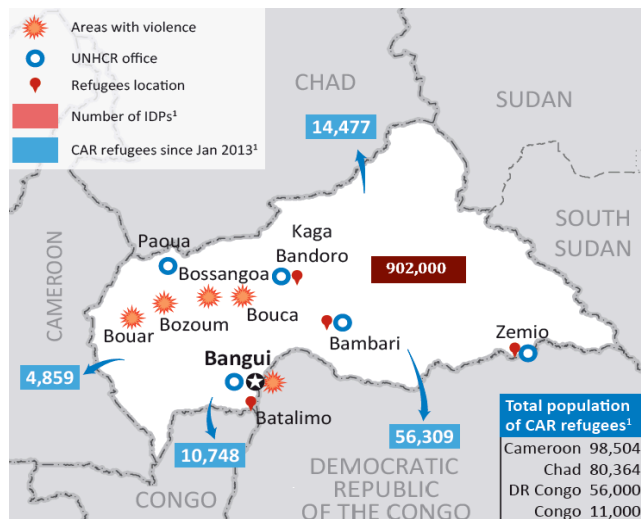 Areas with violence
UNHCR office
Refugees location
Number of IDPs¹
CAR refugees since Jan 2013¹
CHAD
SUDAN
14,477
SOUTH
SUDAN
CAMEROON
Paoua
Kaga
Bandoro
Bossangoa
902,000
Bouca
Bozoum
Bouar
Bambari
Zemio
Bangui
4,859
Batalimo
56,309
10,748
CONGO
DEMOCRATIC
REPUBLIC
OF THE CONGO
Total population
of CAR refugees¹
Cameroon 98,504
Chad 80,364
DR Congo 56,000
Congo 11,000